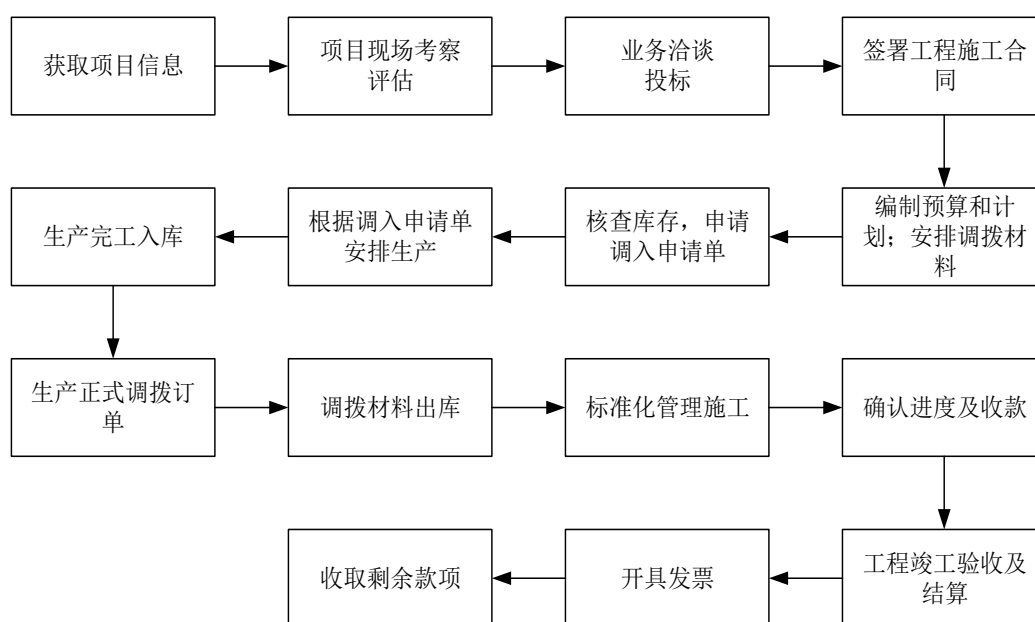 获取项目信息
项目现场考察
评估
业务洽谈
投标
签署工程施工合
同
编制预算和计
划；安排调拨材
料
核查库存，申请
调入申请单
根据调入申请单
安排生产
生产完工入库
生产正式调拨订
单
调拨材料出库
标准化管理施工
确认进度及收款
工程竣工验收及
结算
开具发票
收取剩余款项